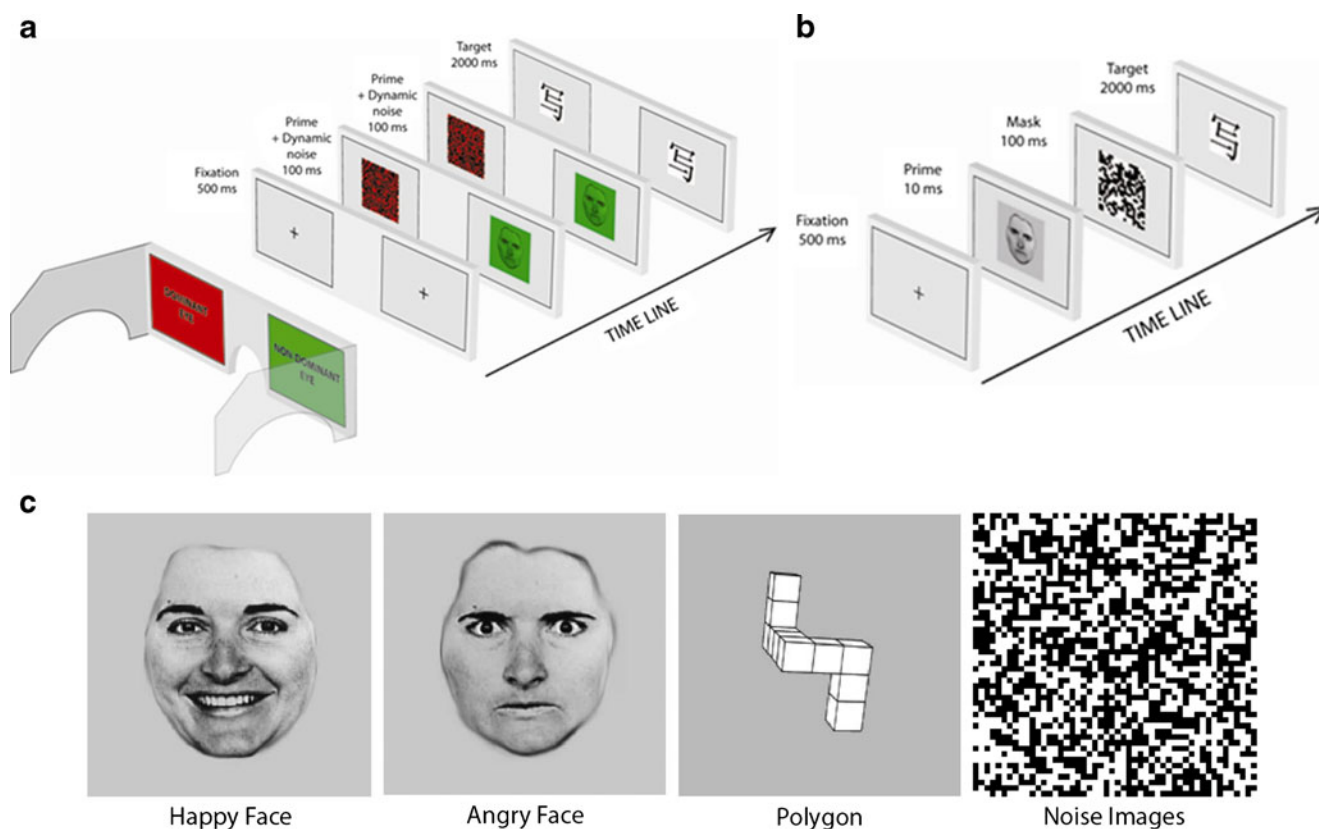 a
Target
2000 ms
Prime
+ Dynamic
noise
100 ms
Prime
+ Dynamic
noise
100 ms
Fixation
500 ms
写
写
+
+
DOMINANT
EYE
NON-DOMINANT
EYE
TIME LINE
b
Target
2000 ms
Mask
100 ms
Prime
10 ms
Fixation
500 ms
写
+
TIME LINE
c
Happy Face
Angry Face
Polygon
Noise Images